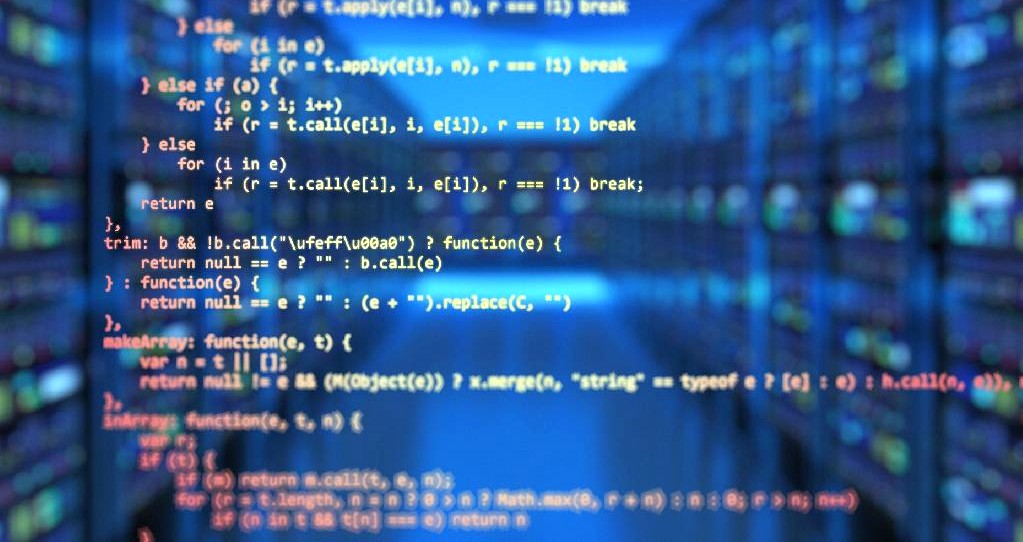 if (r = t.apply(e[i], n), r === !1) break
} else
for (i in e)
if (r = t.apply(e[i], n), r === !1) break
} else if (a) {
for (; o > i; i++)
if (r = t.call(e[i], i, e[i]), r === !1) break
} else
for (i in e)
if (r = t.call(e[i], i, e[i]), r === !1) break;
return e
},
trim: b && !b.call("\ufeff\u00a0") ? function(e) {
return null == e ? "" : b.call(e)
} : function(e) {
return null == e ? "" : (e + "").replace(C, "")
},
makeArray: function(e, t) {
var n = t || [];
return null != e && (M(Object(e)) ? x.merge(n, "string" == typeof e ? [e] : e) : h.call(n, e)),
},
inArray: function(e, t, n) {
var r;
if (t) {
if (m) return m.call(t, e, n);
for (r = t.length, n = n ? 0 > n ? Math.max(0, r + n) : n : 0; r > n; n++)
if (n in t && t[n] === e) return n
}